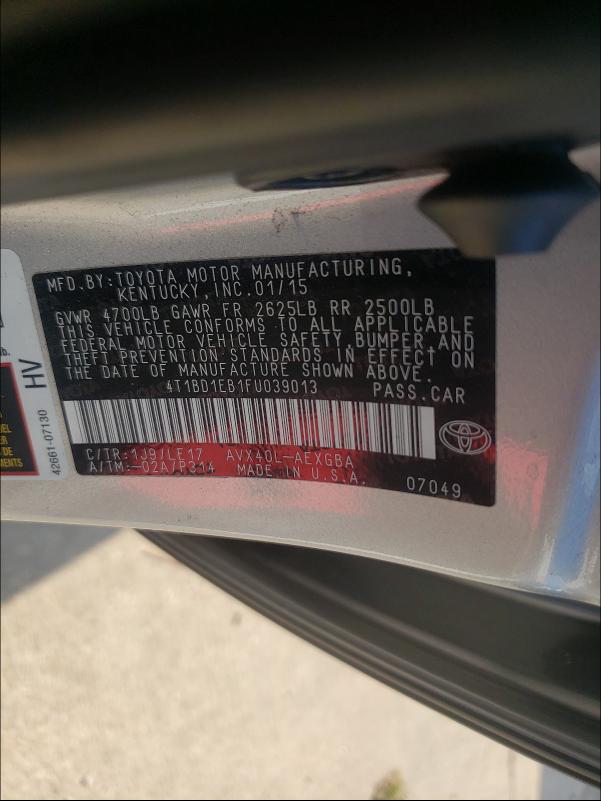 MFD.BY:TOYOTA MOTOR MANUFACTURING,
KENTUCKY,INC.01/15
GVWR 4700LB GAWR FR 2625LB RR 2500LB
THIS VEHICLE CONFORMS TO ALL APPLICABLE
FEDERAL MOTOR VEHICLE SAFETY,BUMPER,AND
THEFT PREVENTION STANDARDS IN EFFECT ON
THE DATE OF MANUFACTURE SHOWN ABOVE.
4T1BD1EB1FU039013 PASS.CAR
C/TR:1J9/LE17 AVX40L-AEXGBA
A/TM:-02A/P314 MADE IN U.S.A.
07049
42661-07130 HV